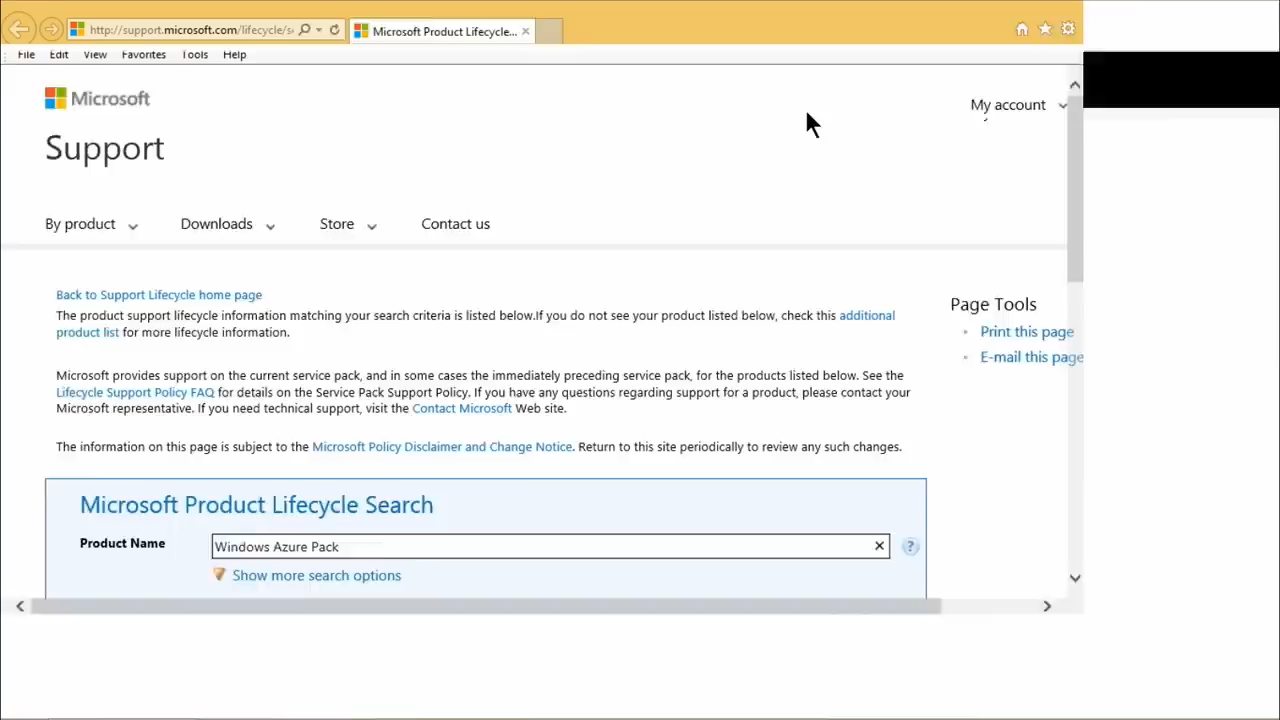 http://support.microsoft.com/lifecycle/s
Microsoft Product Lifecycle...
File Edit View Favorites Tools Help
Microsoft
My account
Support
By product Downloads Store Contact us
Back to Support Lifecycle home page
The product support lifecycle information matching your search criteria is listed below.If you do not see your product listed below, check this additional
product list for more lifecycle information.
Page Tools
Print this page
E-mail this page
Microsoft provides support on the current service pack, and in some cases the immediately preceding service pack, for the products listed below. See the
Lifecycle Support Policy FAQ for details on the Service Pack Support Policy. If you have any questions regarding support for a product, please contact your
Microsoft representative. If you need technical support, visit the Contact Microsoft Web site.
The information on this page is subject to the Microsoft Policy Disclaimer and Change Notice. Return to this site periodically to review any such changes.
Microsoft Product Lifecycle Search
Product Name
Windows Azure Pack
Show more search options